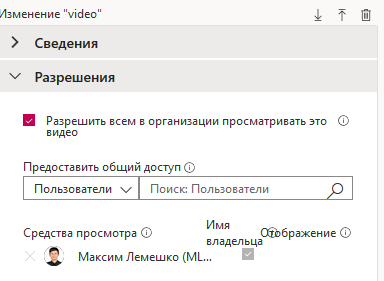 Изменение "video"
Сведения
Разрешения
Разрешить всем в организации просматривать это
видео
Предоставить общий доступ
Пользователи
Поиск: Пользователи
Средства просмотра
Имя
владельца
Отображение
Максим Лемешко (ML...